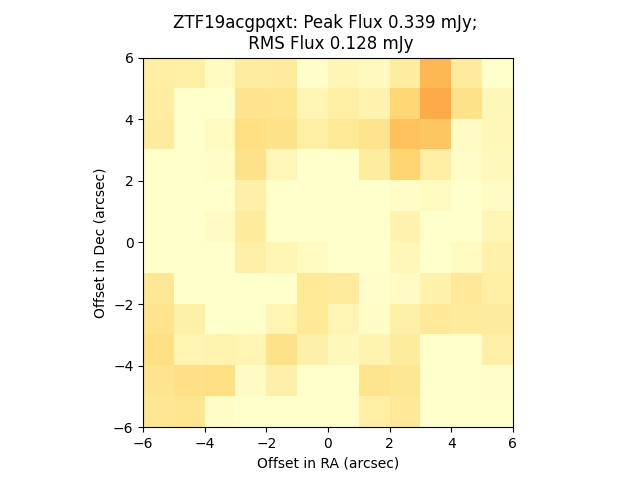 ZTF19acgpqxt: Peak Flux 0.339 mJy;
RMS Flux 0.128 mJy
6
4
2
0
−2
−4
−6
Offset in Dec (arcsec)
−6 −4 −2 0 2 4 6
Offset in RA (arcsec)